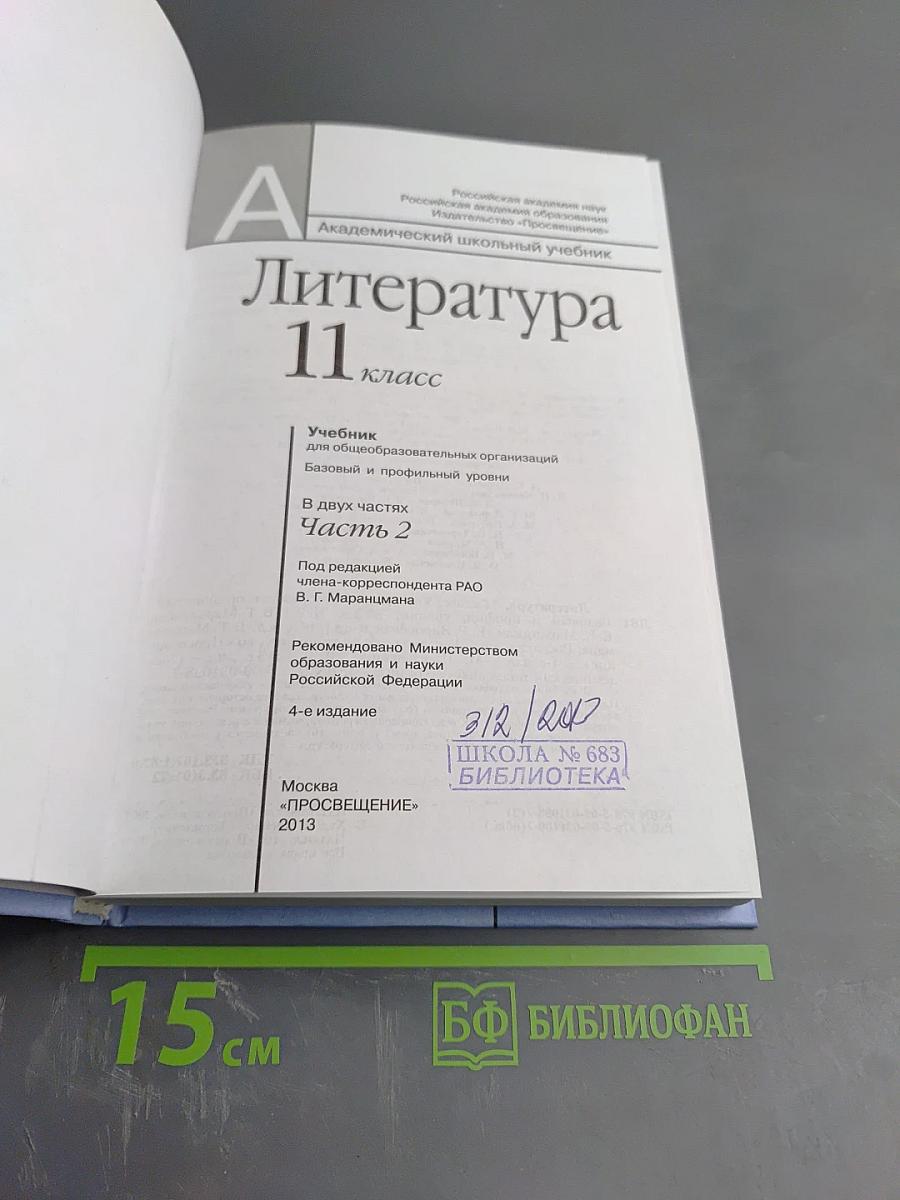 А
Российская академия наук
Российская академия образования
Издательство «Просвещение»
Академический школьный учебник
Литература
11 класс
Учебник
для общеобразовательных организаций
Базовый и профильный уровни
В двух частях
Часть 2
Под редакцией
члена-корреспондента РАО
В. Г. Маранцмана
Рекомендовано Министерством
образования и науки
Российской Федерации
4-е издание
312/
ШКОЛА № 683
БИБЛИОТЕКА
Москва
«ПРОСВЕЩЕНИЕ»
2013
15 см
БФ БИБЛИОФАН